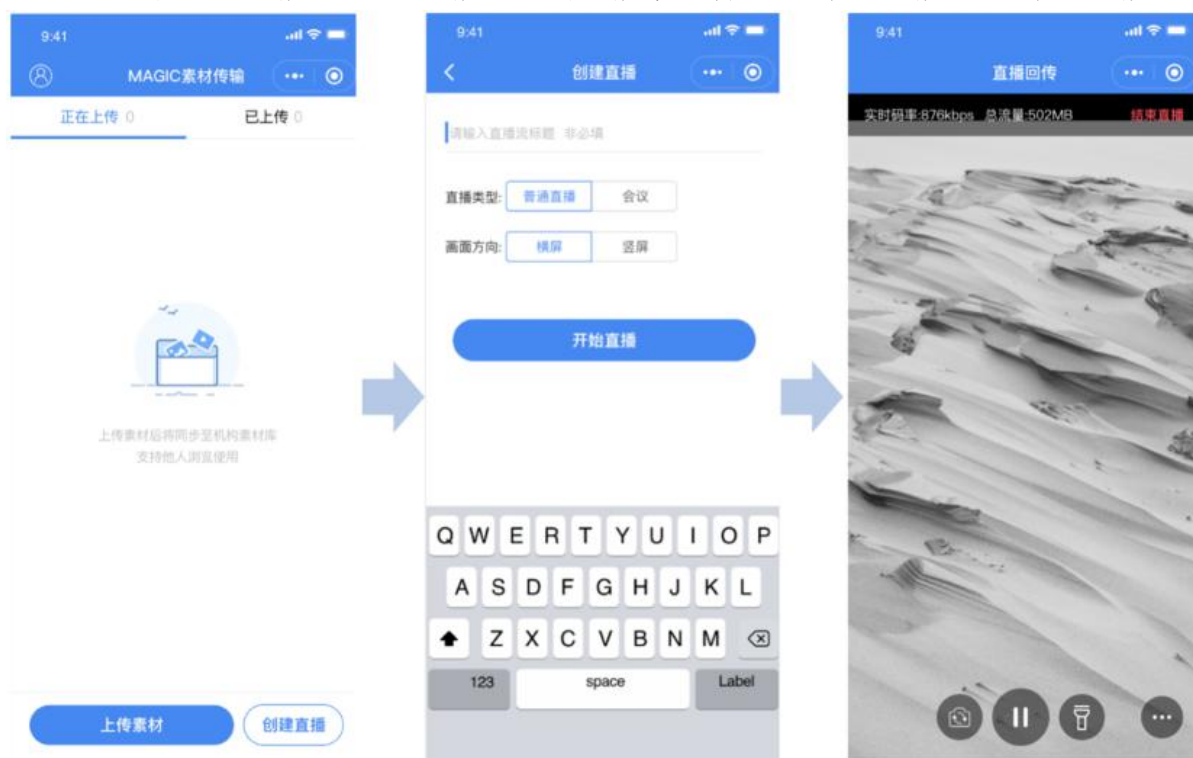 9:41
MAGIC素材传输
正在上传 0
已上传 0
上传素材后将同步至机构素材库
支持他人浏览使用
上传素材
创建直播
9:41
创建直播
请输入直播流标题 非必填
直播类型:
普通直播
会议
画面方向:
横屏
竖屏
开始直播
Q W E R T Y U I O P
A S D F G H J K L
Z X C V B N M
123
space
Label
9:41
直播回传
实时码率:876kbps 总流量:502MB
结束直播